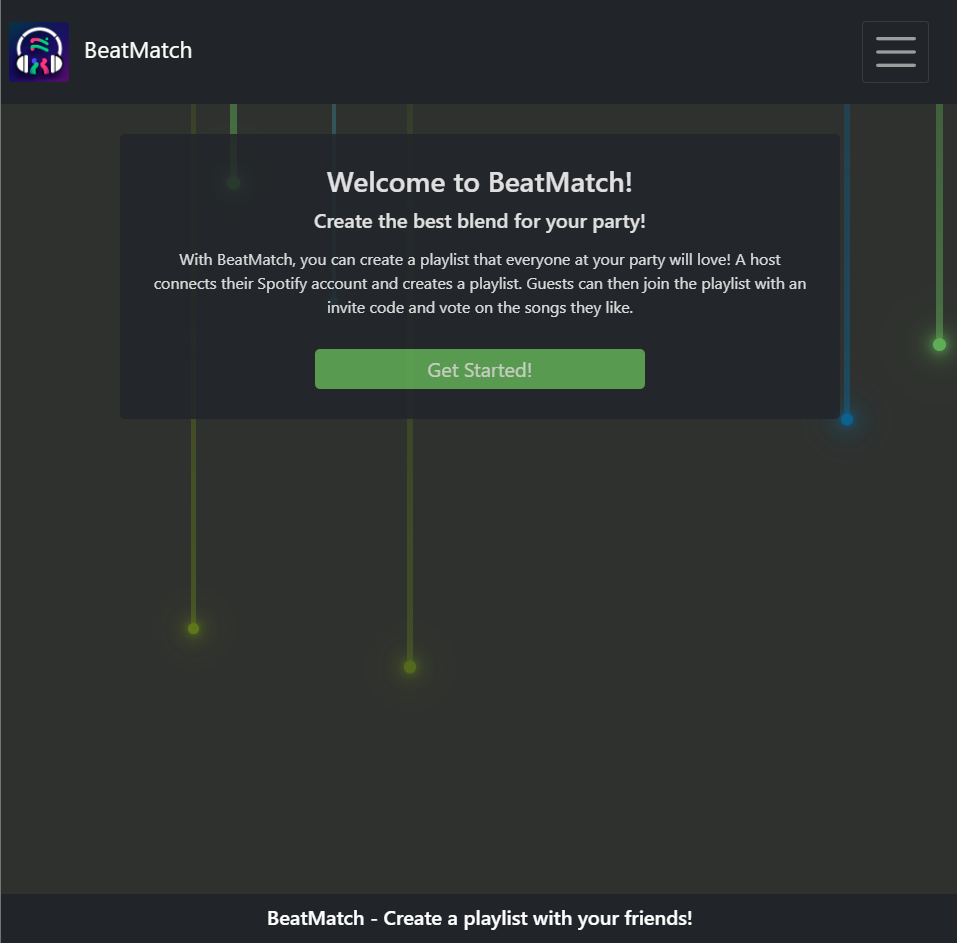 BeatMatch
Welcome to BeatMatch!
Create the best blend for your party!
With BeatMatch, you can create a playlist that everyone at your party will love! A host
connects their Spotify account and creates a playlist. Guests can then join the playlist with an
invite code and vote on the songs they like.
Get Started!
BeatMatch - Create a playlist with your friends!